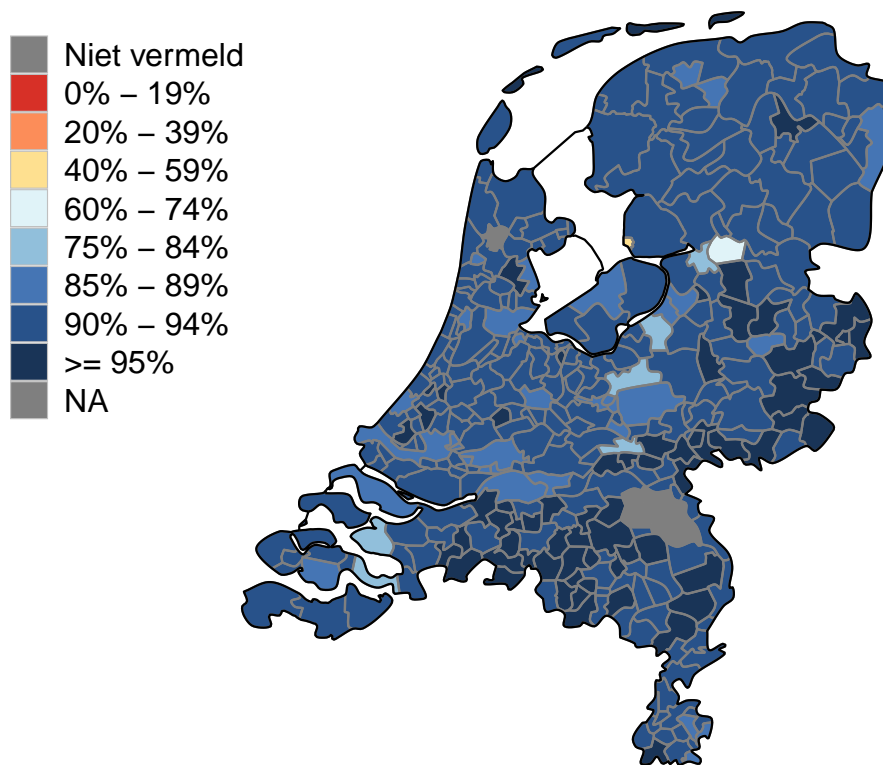 Niet vermeld
0% – 19%
20% – 39%
40% – 59%
60% – 74%
75% – 84%
85% – 89%
90% – 94%
>= 95%
NA